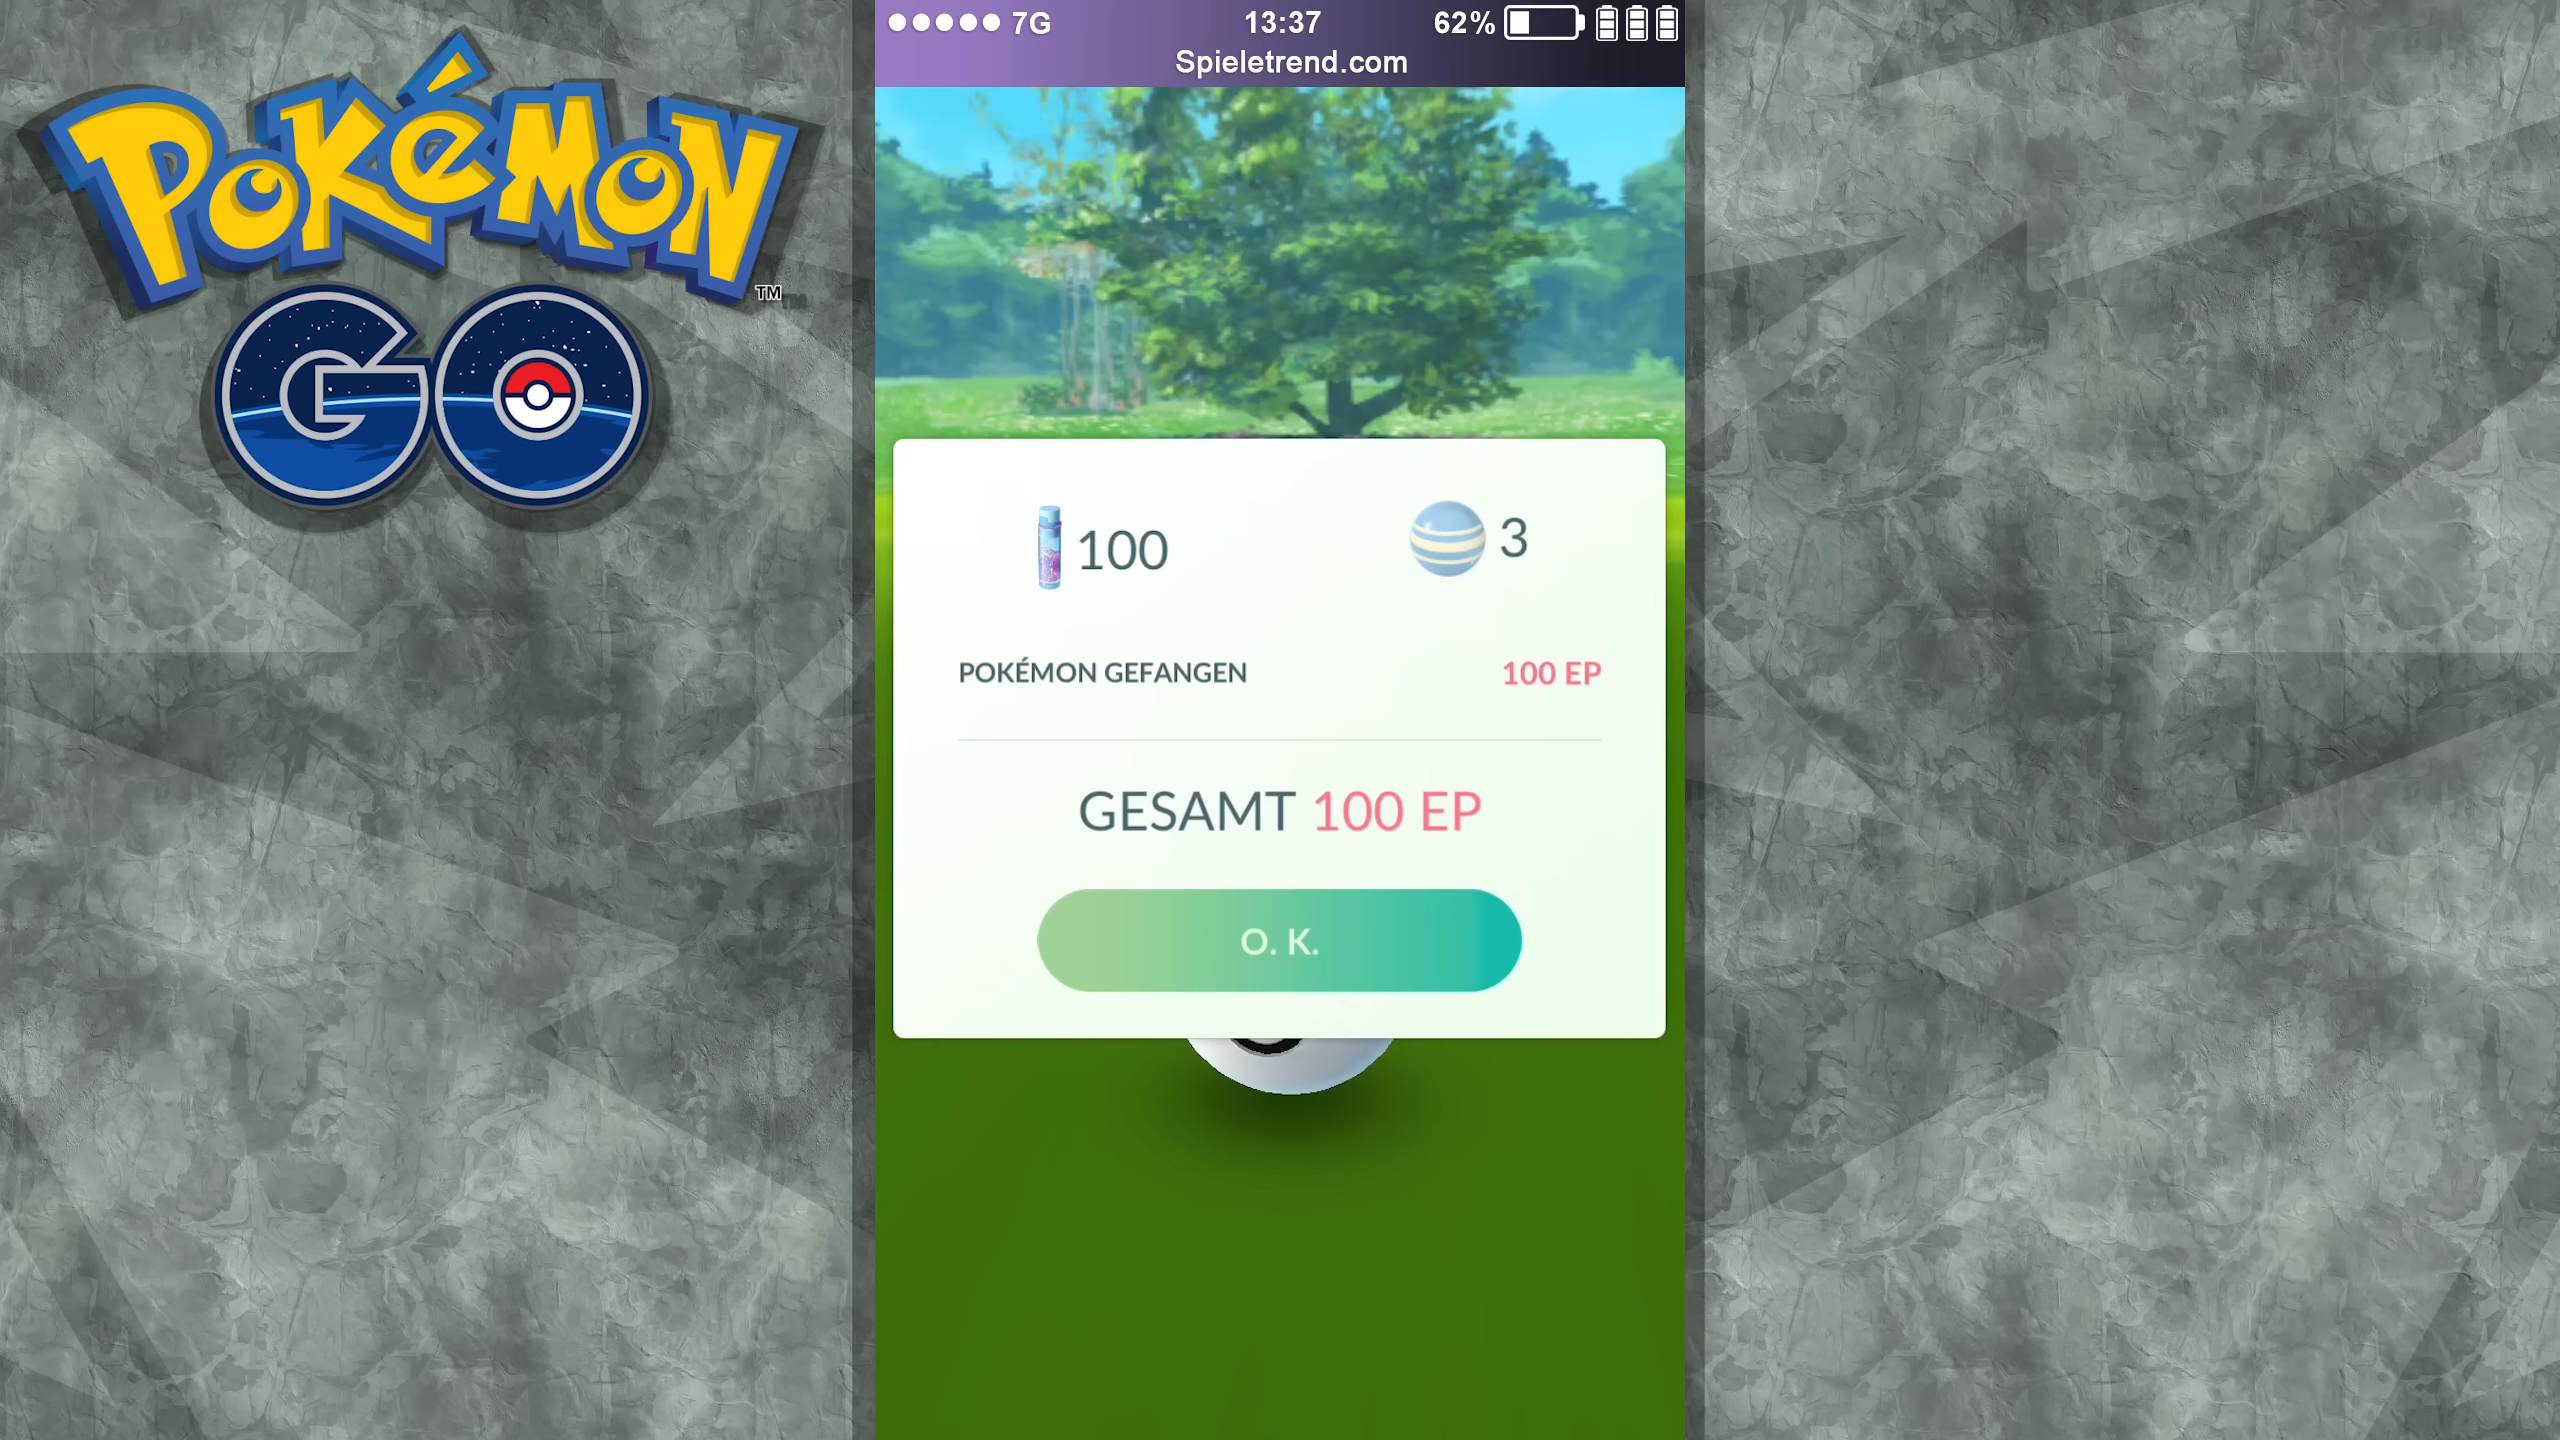 POKéMON
TM
GO
7G 13:37 62%
Spieletrend.com
100 3
POKÉMON GEFANGEN 100 EP
GESAMT 100 EP
O. K.